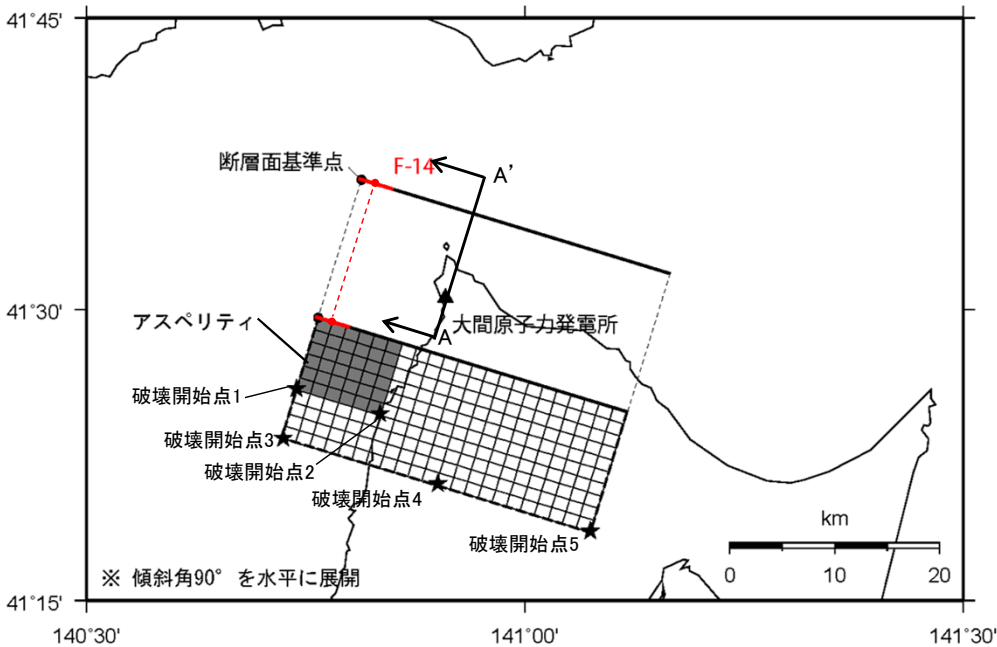 41°45'
断層面基準点
F-14
A'
41°30'
アスペリティ
A
大間原子力発電所
破壊開始点1
破壊開始点3
破壊開始点2
破壊開始点4
破壊開始点5
km
0 10 20
※ 傾斜角90° を水平に展開
41°15'
140°30' 141°00' 141°30'